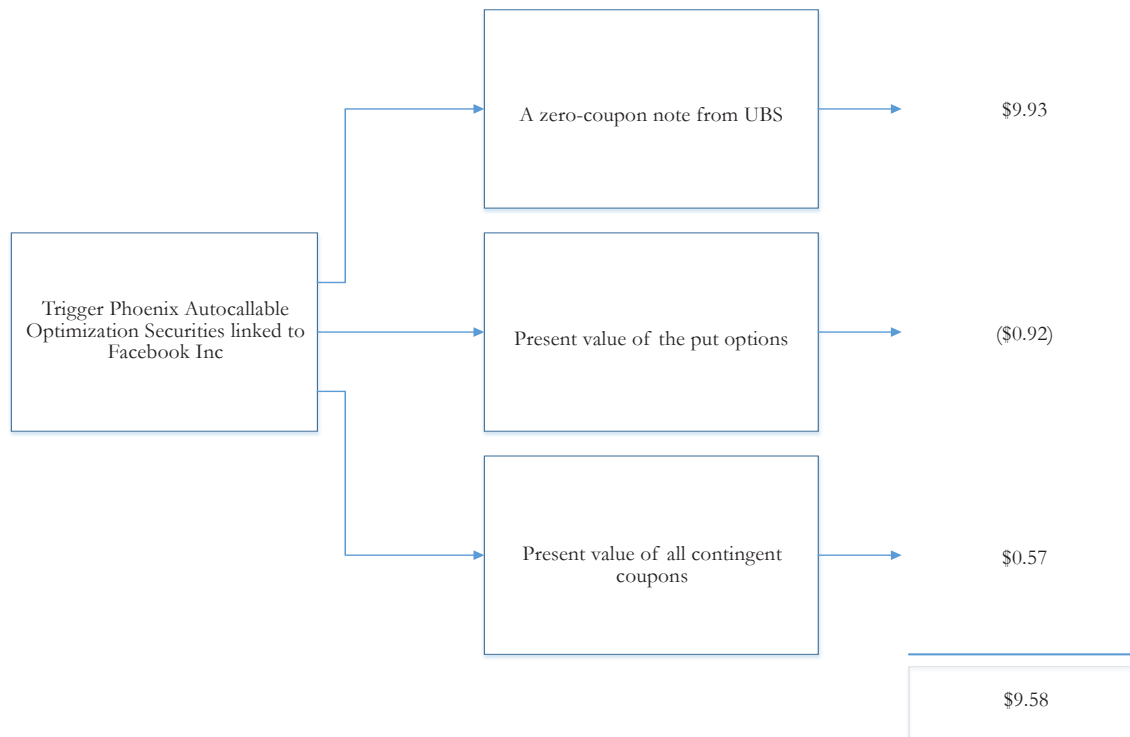 A zero-coupon note from UBS
$9.93
Trigger Phoenix Autocallable
Optimization Securities linked to
Facebook Inc
Present value of the put options
($0.92)
Present value of all contingent
coupons
$0.57
$9.58